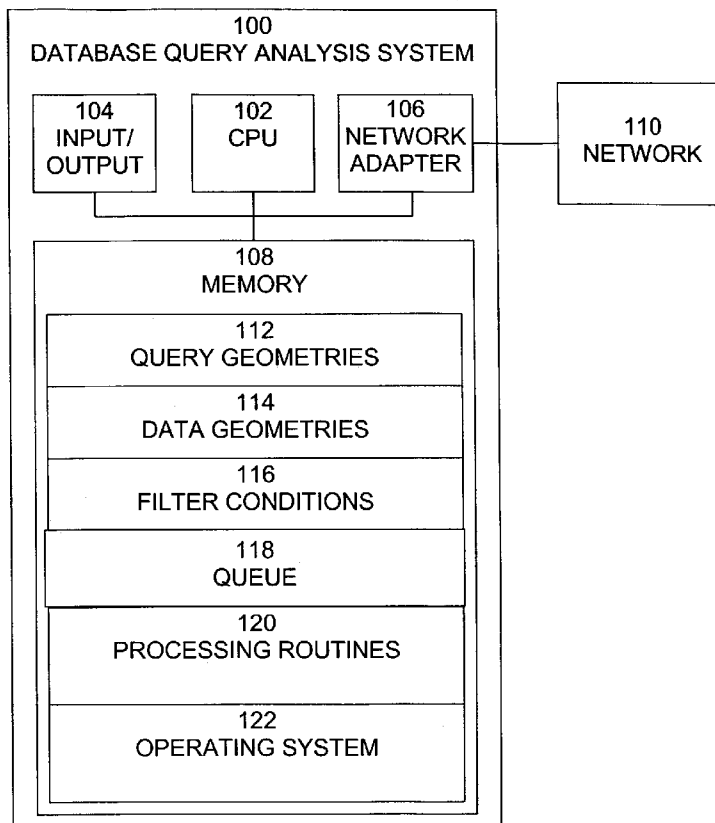 100
DATABASE QUERY ANALYSIS SYSTEM
104
INPUT/
OUTPUT
102
CPU
106
NETWORK
ADAPTER
110
NETWORK
108
MEMORY
112
QUERY GEOMETRIES
114
DATA GEOMETRIES
116
FILTER CONDITIONS
118
QUEUE
120
PROCESSING ROUTINES
122
OPERATING SYSTEM